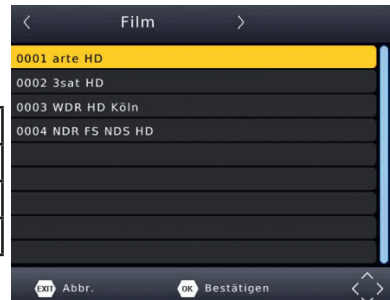 Film
0001 arte HD
0002 3sat HD
0003 WDR HD Köln
0004 NDR FS NDS HD
EXIT Abbr. OK Bestätigen